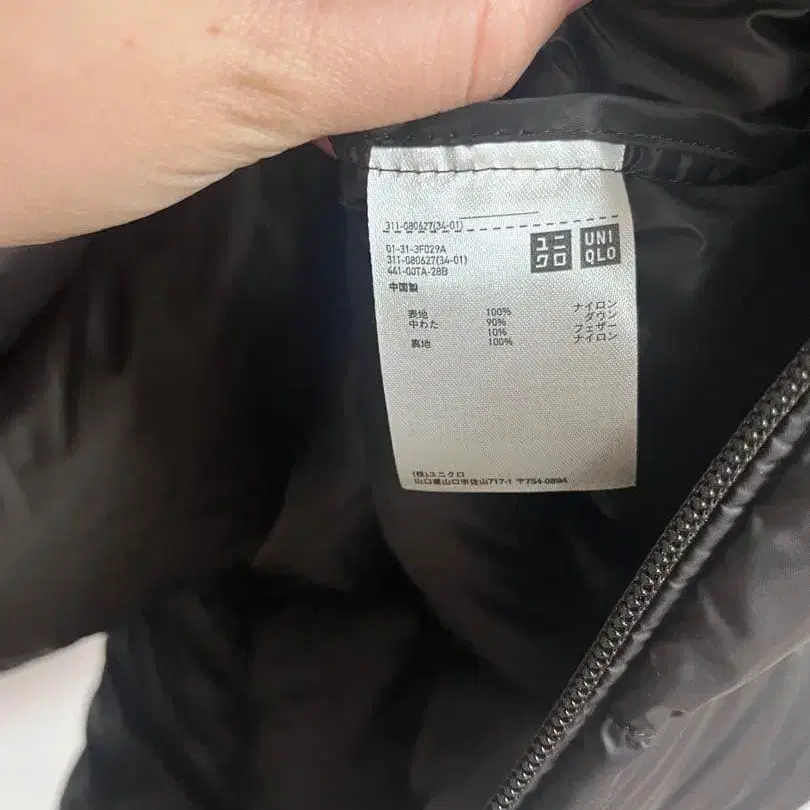 311-080627(34-01)
01-31-3F029A
311-080627(34-01)
441-00TA-28B
ユニ
クロ
UNI
QLO
中国製
表地 100% ナイロン
中わた 90% ダウン
10% フェザー
裏地 100% ナイロン
(株)ユニクロ
山口県山口市佐山717-1 〒754-0894